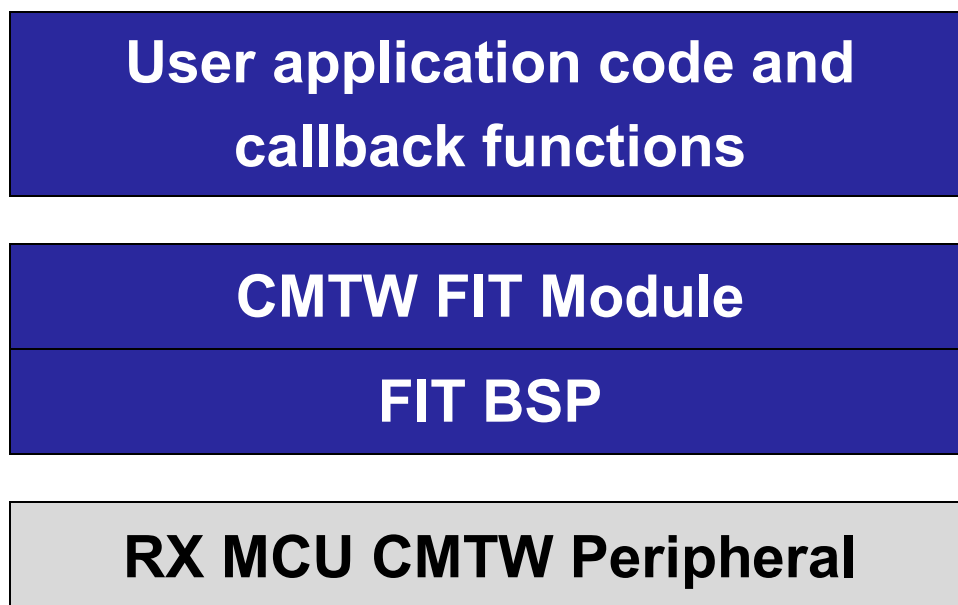 User application code and
callback functions
CMTW FIT Module
FIT BSP
RX MCU CMTW Peripheral